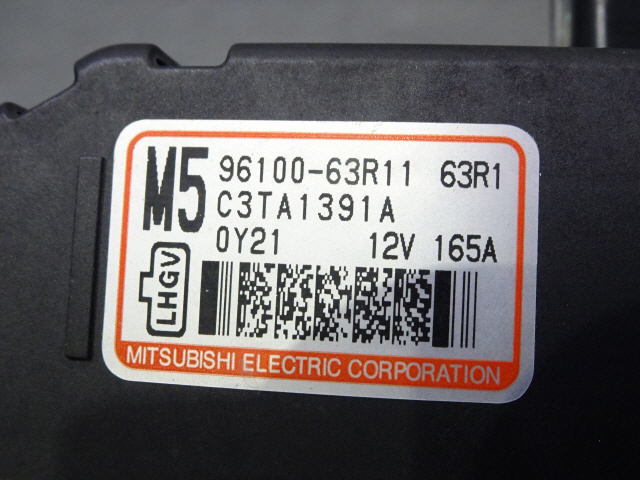 M5 96100-63R11 63R1
C3TA1391A
0Y21 12V 165A
LHGV
MITSUBISHI ELECTRIC CORPORATION